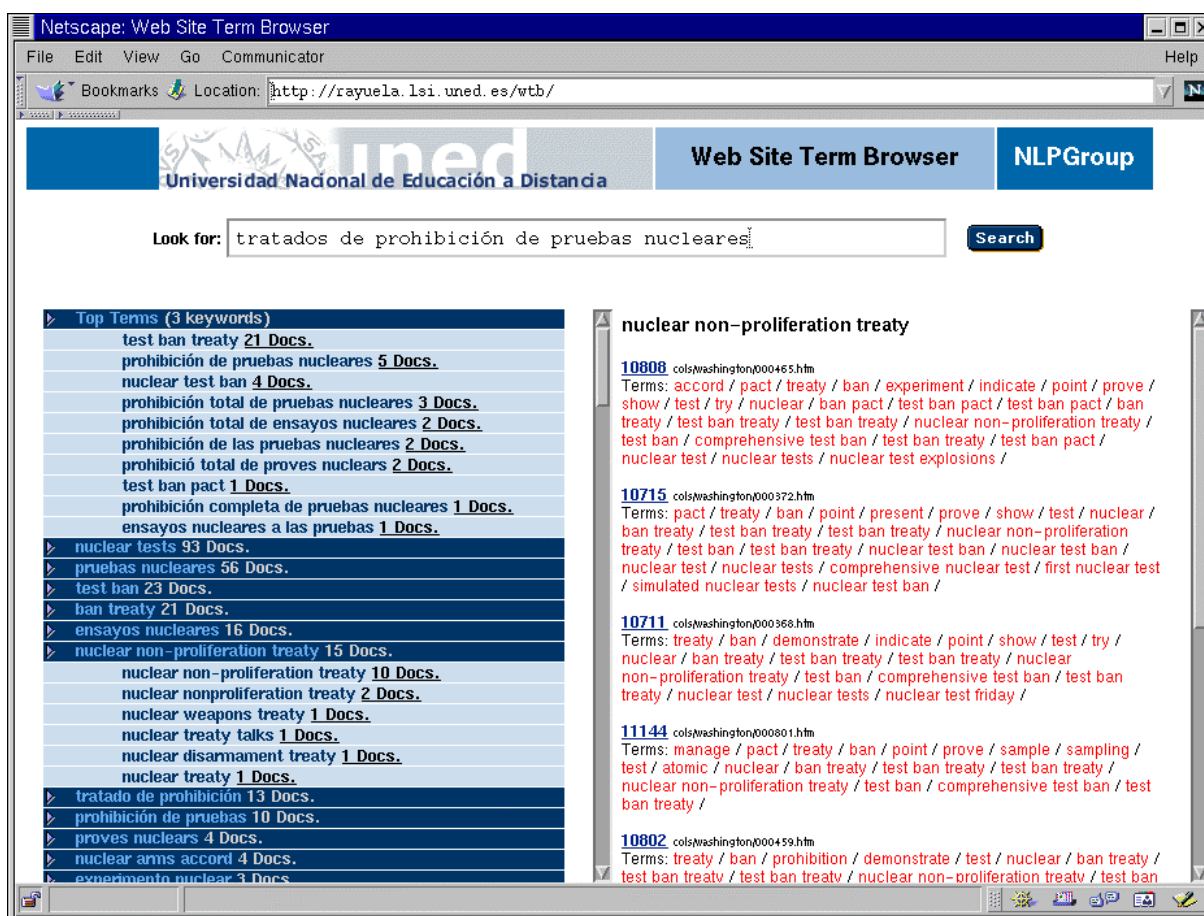 Netscape: Web Site Term Browser
File Edit View Go Communicator Help
Bookmarks Location: http://rayuela.lsi.uned.es/wtb/
uned
Universidad Nacional de Educación a Distancia
Web Site Term Browser
NLPGroup
Look for: tratados de prohibición de pruebas nucleares Search
Top Terms (3 keywords)
test ban treaty 21 Docs.
prohibición de pruebas nucleares 5 Docs.
nuclear test ban 4 Docs.
prohibición total de pruebas nucleares 3 Docs.
prohibición total de ensayos nucleares 2 Docs.
prohibición de las pruebas nucleares 2 Docs.
prohibició total de proves nuclears 2 Docs.
test ban pact 1 Docs.
prohibición completa de pruebas nucleares 1 Docs.
ensayos nucleares a las pruebas 1 Docs.
nuclear tests 93 Docs.
pruebas nucleares 56 Docs.
test ban 23 Docs.
ban treaty 21 Docs.
ensayos nucleares 16 Docs.
nuclear non-proliferation treaty 15 Docs.
nuclear non-proliferation treaty 10 Docs.
nuclear nonproliferation treaty 2 Docs.
nuclear weapons treaty 1 Docs.
nuclear treaty talks 1 Docs.
nuclear disarmament treaty 1 Docs.
nuclear treaty 1 Docs.
tratado de prohibición 13 Docs.
prohibición de pruebas 10 Docs.
proves nuclears 4 Docs.
nuclear arms accord 4 Docs.
experimento nuclear 3 Docs.
nuclear non-proliferation treaty
10808 cols/washington/000465.htm
Terms: accord / pact / treaty / ban / experiment / indicate / point / prove /
show / test / try / nuclear / ban pact / test ban pact / test ban pact / ban
treaty / test ban treaty / test ban treaty / nuclear non-proliferation treaty /
test ban / comprehensive test ban / test ban treaty / test ban pact /
nuclear test / nuclear tests / nuclear test explosions /
10715 cols/washington/000372.htm
Terms: pact / treaty / ban / point / present / prove / show / test / nuclear /
ban treaty / test ban treaty / test ban treaty / nuclear non-proliferation
treaty / test ban / test ban treaty / nuclear test ban / nuclear test ban /
nuclear test / nuclear tests / comprehensive nuclear test / first nuclear test
/ simulated nuclear tests / nuclear test ban /
10711 cols/washington/000368.htm
Terms: treaty / ban / demonstrate / indicate / point / show / test / try /
nuclear / ban treaty / test ban treaty / test ban treaty / nuclear
non-proliferation treaty / test ban / comprehensive test ban / test ban
treaty / nuclear test / nuclear tests / nuclear test friday /
11144 cols/washington/000801.htm
Terms: manage / pact / treaty / ban / point / prove / sample / sampling /
test / atomic / nuclear / ban treaty / test ban treaty / test ban treaty /
nuclear non-proliferation treaty / test ban / comprehensive test ban / test
ban treaty /
10802 cols/washington/000459.htm
Terms: treaty / ban / prohibition / demonstrate / test / nuclear / ban treaty /
test ban treaty / test ban treaty / nuclear non-proliferation treaty / test ban